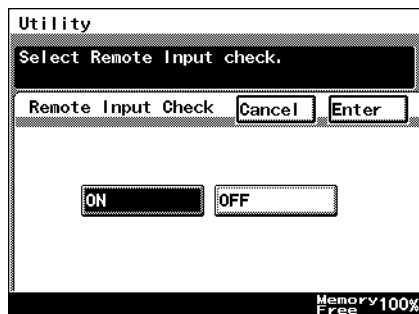 Utility
Select Remote Input check.
Remote Input Check Cancel Enter
ON OFF
Memory Free 100%